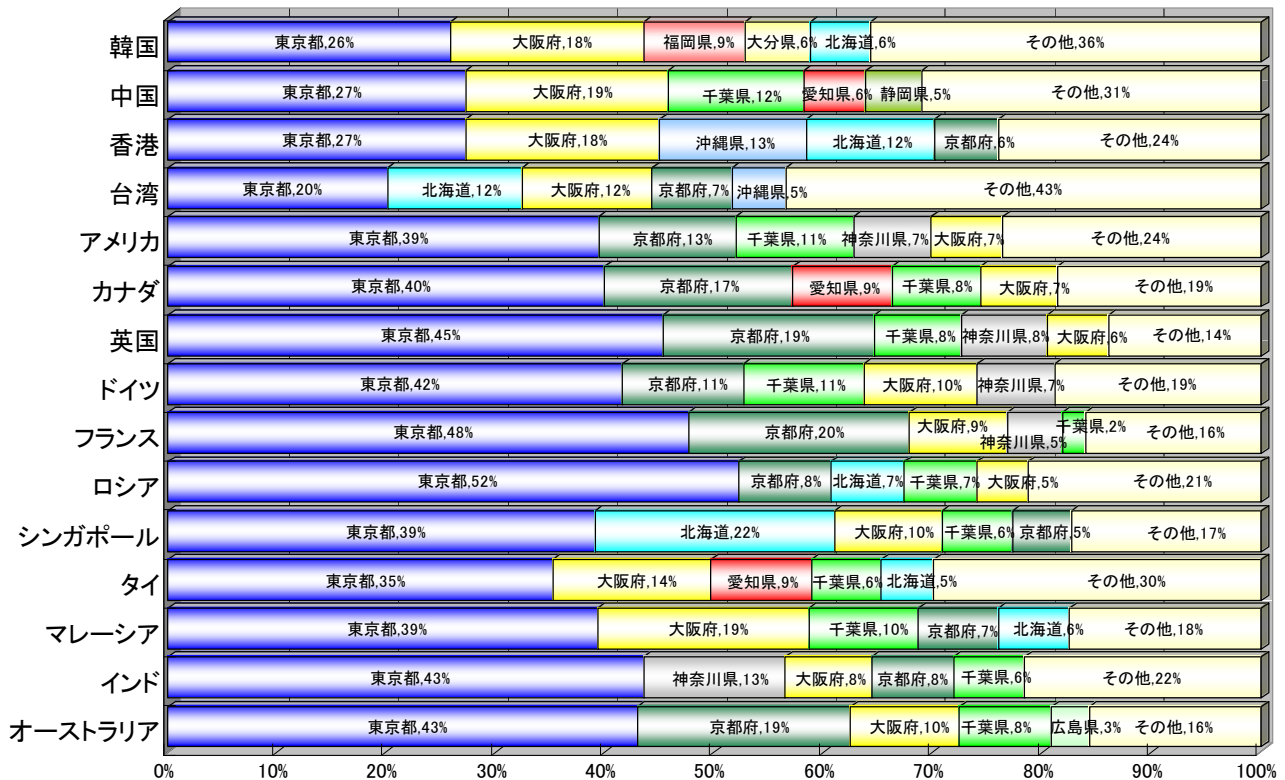 韓国 東京都,26% 大阪府,18% 福岡県,9% 大分県,6% 北海道,6% その他,36%
中国 東京都,27% 大阪府,19% 千葉県,12% 愛知県,6% 静岡県,5% その他,31%
香港 東京都,27% 大阪府,18% 沖縄県,13% 北海道,12% 京都府,6% その他,24%
台湾 東京都,20% 北海道,12% 大阪府,12% 京都府,7% 沖縄県,5% その他,43%
アメリカ 東京都,39% 京都府,13% 千葉県,11% 神奈川県,7% 大阪府,7% その他,24%
カナダ 東京都,40% 京都府,17% 愛知県,9% 千葉県,8% 大阪府,7% その他,19%
英国 東京都,45% 京都府,19% 千葉県,8% 神奈川県,8% 大阪府,6% その他,14%
ドイツ 東京都,42% 京都府,11% 千葉県,11% 大阪府,10% 神奈川県,7% その他,19%
フランス 東京都,48% 京都府,20% 大阪府,9% 神奈川県,5% 千葉県,2% その他,16%
ロシア 東京都,52% 京都府,8% 北海道,7% 千葉県,7% 大阪府,5% その他,21%
シンガポール 東京都,39% 北海道,22% 大阪府,10% 千葉県,6% 京都府,5% その他,17%
タイ 東京都,35% 大阪府,14% 愛知県,9% 千葉県,6% 北海道,5% その他,30%
マレーシア 東京都,39% 大阪府,19% 千葉県,10% 京都府,7% 北海道,6% その他,18%
インド 東京都,43% 神奈川県,13% 大阪府,8% 京都府,8% 千葉県,6% その他,22%
オーストラリア 東京都,43% 京都府,19% 大阪府,10% 千葉県,8% 広島県,3% その他,16%
0% 10% 20% 30% 40% 50% 60% 70% 80% 90% 100%